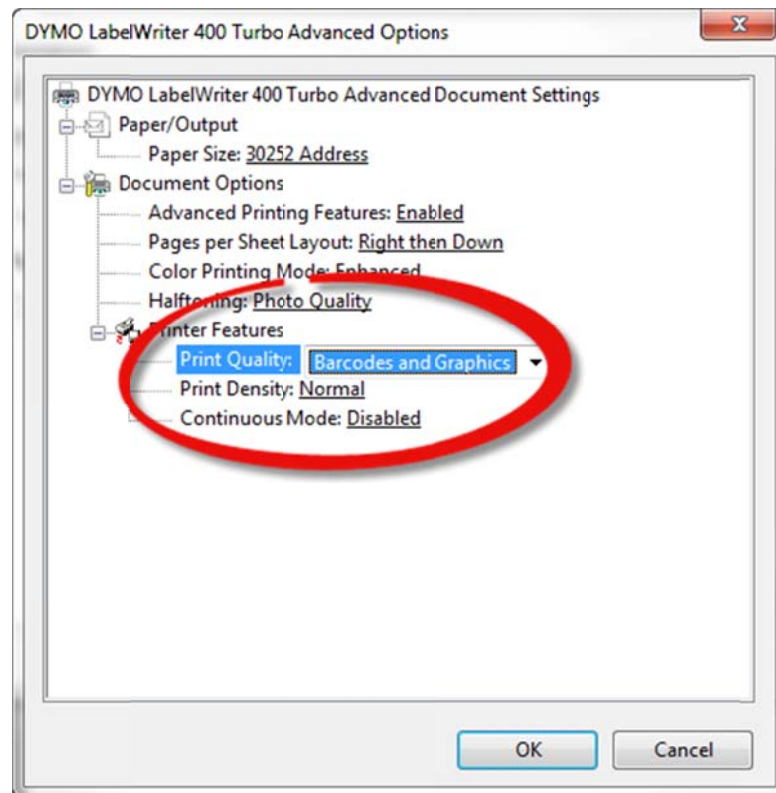 DYMO LabelWriter 400 Turbo Advanced Options
DYMO LabelWriter 400 Turbo Advanced Document Settings
Paper/Output
Paper Size: 30252 Address
Document Options
Advanced Printing Features: Enabled
Pages per Sheet Layout: Right then Down
Color Printing Mode: Enhanced
Halftoning: Photo Quality
Printer Features
Print Quality: Barcodes and Graphics
Print Density: Normal
Continuous Mode: Disabled
OK Cancel